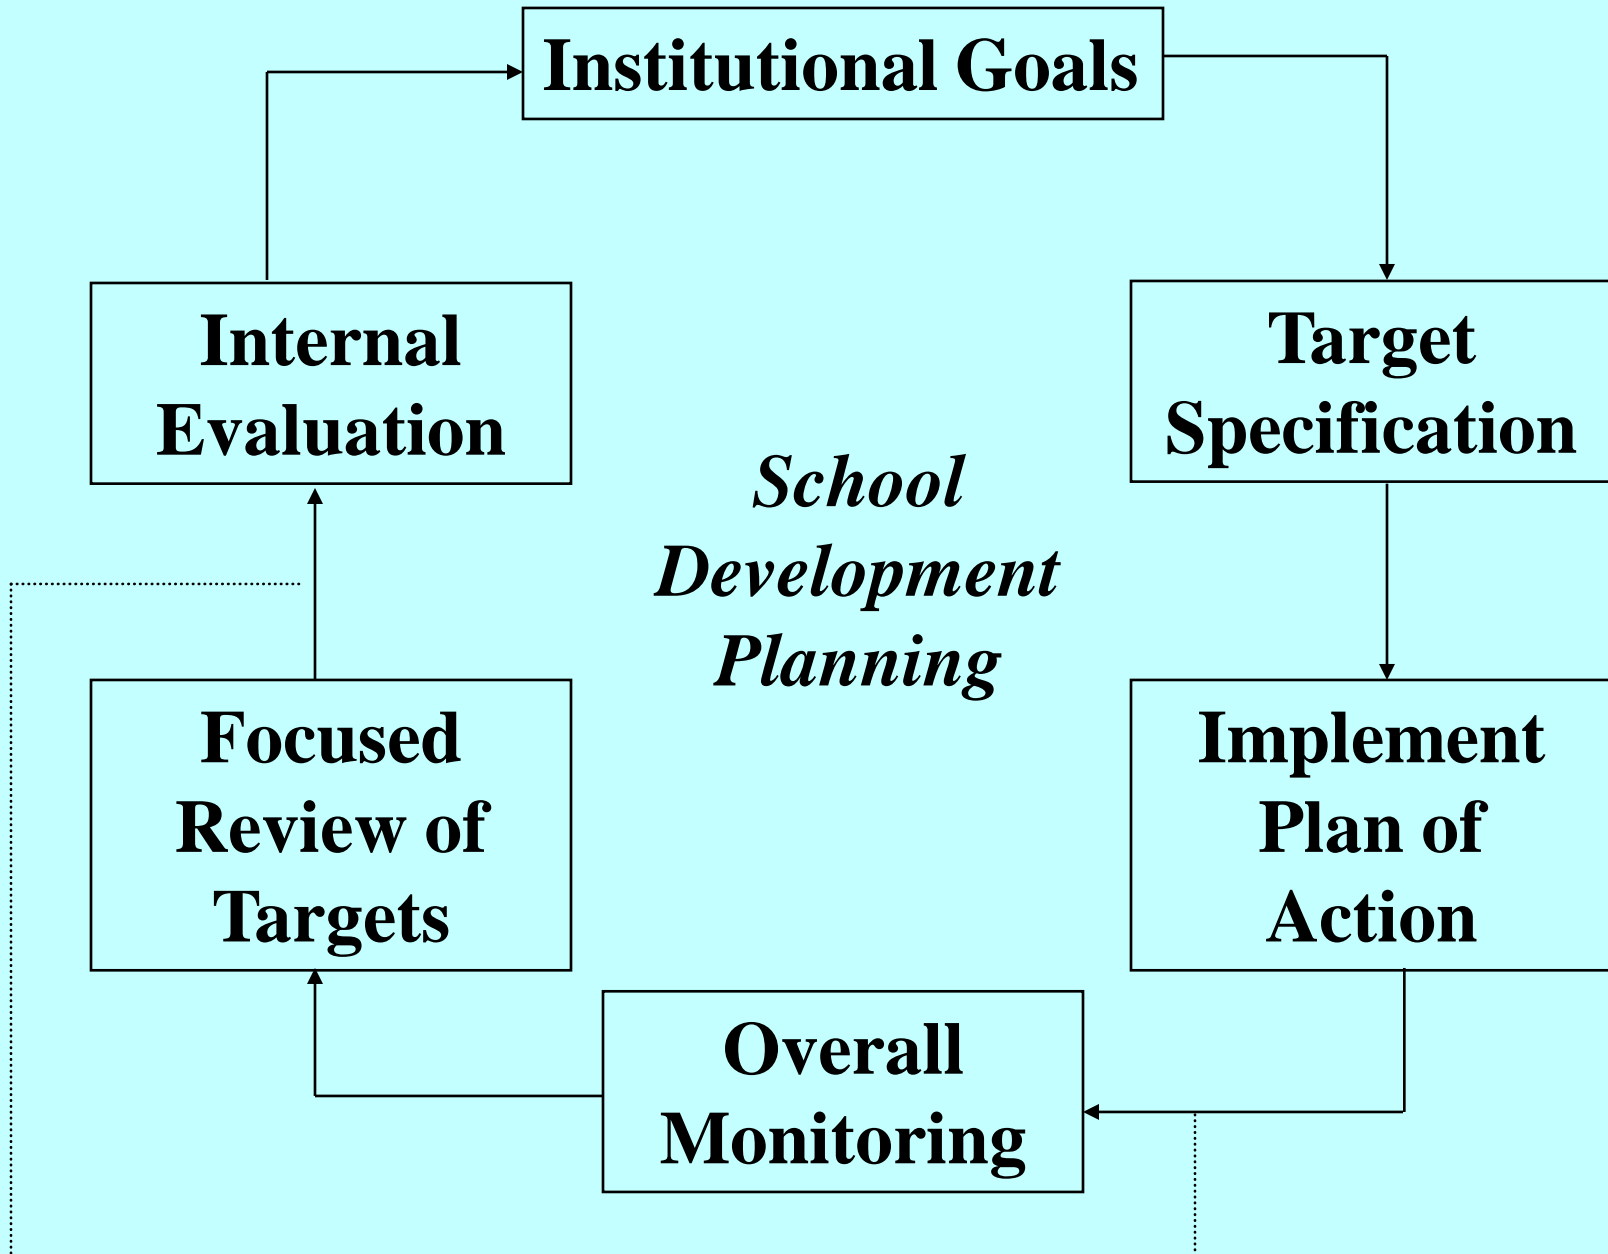 Institutional Goals
Internal
Evaluation
Target
Specification
School
Development
Planning
Focused
Review of
Targets
Implement
Plan of
Action
Overall
Monitoring